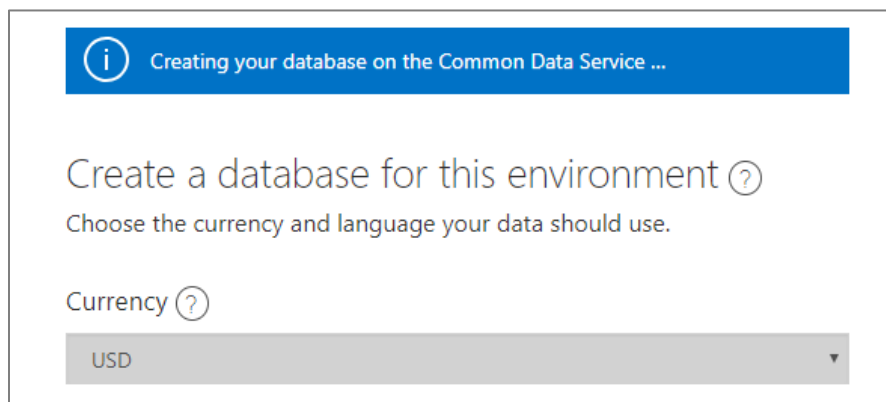 Creating your database on the Common Data Service ...
Create a database for this environment
Choose the currency and language your data should use.
Currency
USD